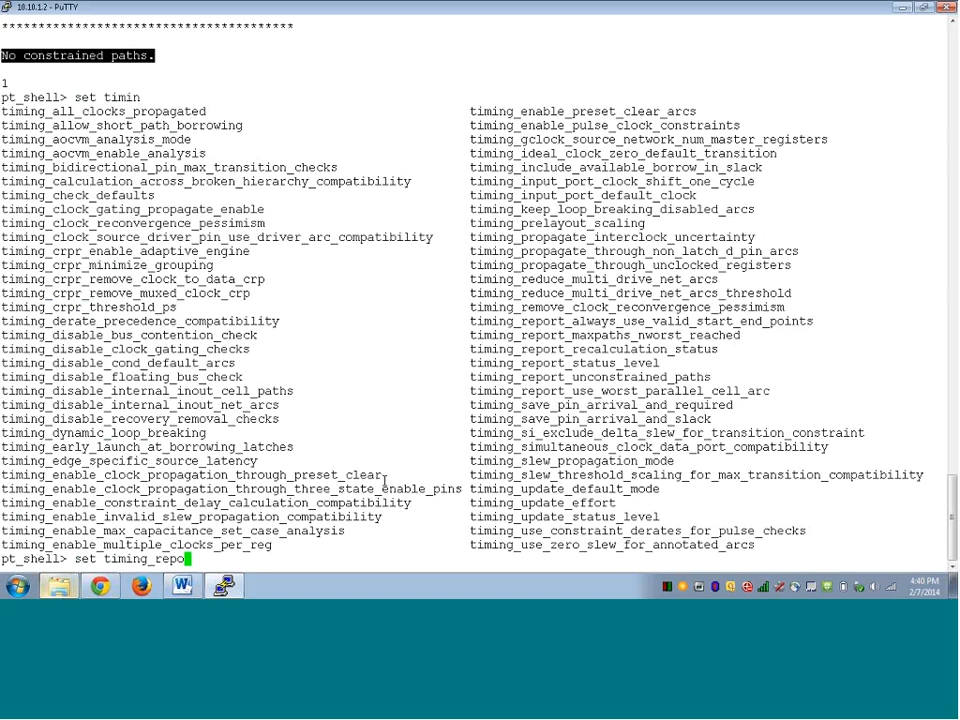 10.10.1.2 - PuTTY
****************************************
No constrained paths.
1
pt_shell> set timin
timing_all_clocks_propagated timing_enable_preset_clear_arcs
timing_allow_short_path_borrowing timing_enable_pulse_clock_constraints
timing_aocvm_analysis_mode timing_gclock_source_network_num_master_registers
timing_aocvm_enable_analysis timing_ideal_clock_zero_default_transition
timing_bidirectional_pin_max_transition_checks timing_include_available_borrow_in_slack
timing_calculation_across_broken_hierarchy_compatibility timing_input_port_clock_shift_one_cycle
timing_check_defaults timing_input_port_default_clock
timing_clock_gating_propagate_enable timing_keep_loop_breaking_disabled_arcs
timing_clock_reconvergence_pessimism timing_prelayout_scaling
timing_clock_source_driver_pin_use_driver_arc_compatibility timing_propagate_interclock_uncertainty
timing_crpr_enable_adaptive_engine timing_propagate_through_non_latch_d_pin_arcs
timing_crpr_minimize_grouping timing_propagate_through_unclocked_registers
timing_crpr_remove_clock_to_data_crp timing_reduce_multi_drive_net_arcs
timing_crpr_remove_muxed_clock_crp timing_reduce_multi_drive_net_arcs_threshold
timing_crpr_threshold_ps timing_remove_clock_reconvergence_pessimism
timing_derate_precedence_compatibility timing_report_always_use_valid_start_end_points
timing_disable_bus_contention_check timing_report_maxpaths_nworst_reached
timing_disable_clock_gating_checks timing_report_recalculation_status
timing_disable_cond_default_arcs timing_report_status_level
timing_disable_floating_bus_check timing_report_unconstrained_paths
timing_disable_internal_inout_cell_paths timing_report_use_worst_parallel_cell_arc
timing_disable_internal_inout_net_arcs timing_save_pin_arrival_and_required
timing_disable_recovery_removal_checks timing_save_pin_arrival_and_slack
timing_dynamic_loop_breaking timing_si_exclude_delta_slew_for_transition_constraint
timing_early_launch_at_borrowing_latches timing_simultaneous_clock_data_port_compatibility
timing_edge_specific_source_latency timing_slew_propagation_mode
timing_enable_clock_propagation_through_preset_clear timing_slew_threshold_scaling_for_max_transition_compatibility
timing_enable_clock_propagation_through_three_state_enable_pins timing_update_default_mode
timing_enable_constraint_delay_calculation_compatibility timing_update_effort
timing_enable_invalid_slew_propagation_compatibility timing_update_status_level
timing_enable_max_capacitance_set_case_analysis timing_use_constraint_derates_for_pulse_checks
timing_enable_multiple_clocks_per_reg timing_use_zero_slew_for_annotated_arcs
pt_shell> set timing_repo
4:40 PM
2/7/2014